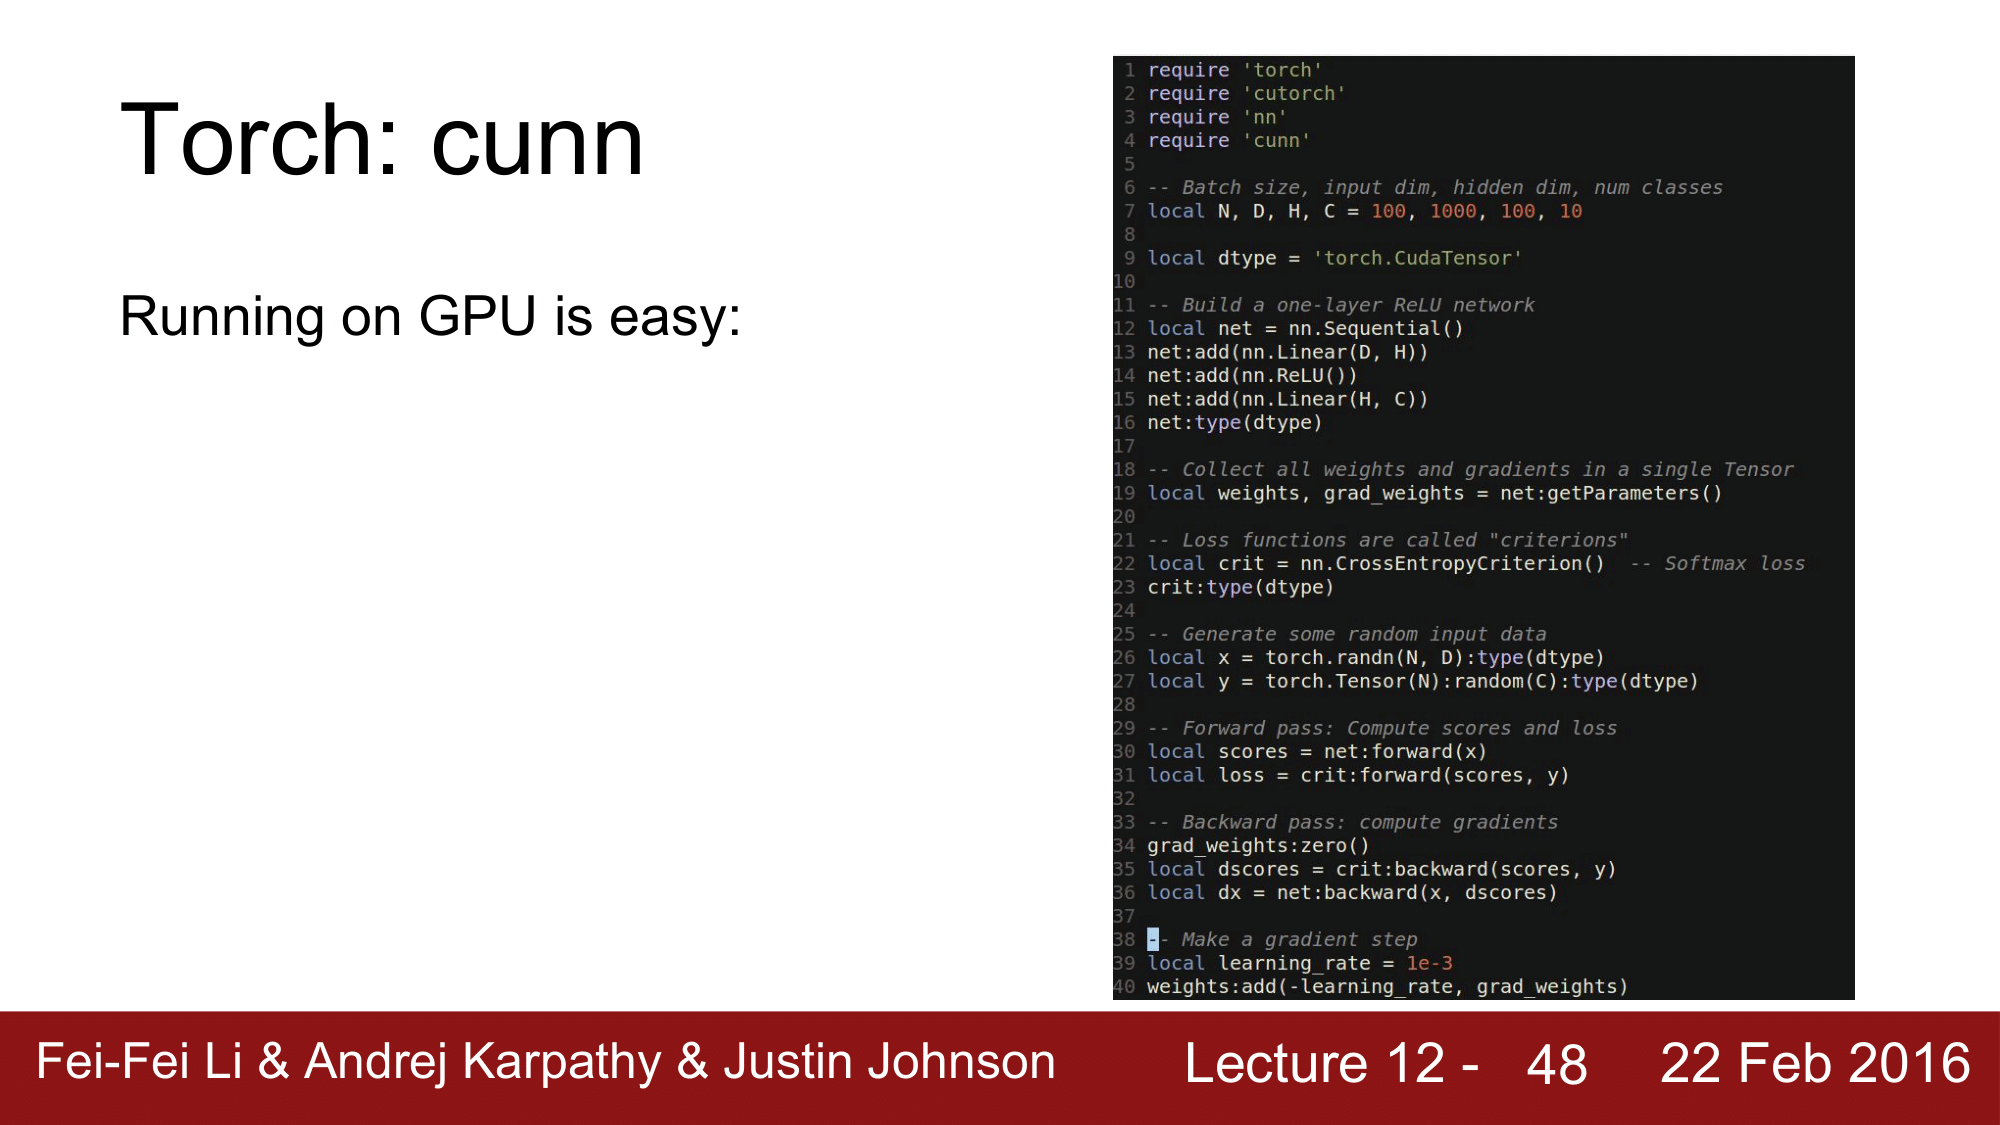 Torch: cunn
Running on GPU is easy:
1 require 'torch'
2 require 'cutorch'
3 require 'nn'
4 require 'cunn'
5
6 -- Batch size, input dim, hidden dim, num classes
7 local N, D, H, C = 100, 1000, 100, 10
8
9 local dtype = 'torch.CudaTensor'
10
11 -- Build a one-layer ReLU network
12 local net = nn.Sequential()
13 net:add(nn.Linear(D, H))
14 net:add(nn.ReLU())
15 net:add(nn.Linear(H, C))
16 net:type(dtype)
17
18 -- Collect all weights and gradients in a single Tensor
19 local weights, grad_weights = net:getParameters()
20
21 -- Loss functions are called "criterions"
22 local crit = nn.CrossEntropyCriterion()  -- Softmax loss
23 crit:type(dtype)
24
25 -- Generate some random input data
26 local x = torch.randn(N, D):type(dtype)
27 local y = torch.Tensor(N):random(C):type(dtype)
28
29 -- Forward pass: Compute scores and loss
30 local scores = net:forward(x)
31 local loss = crit:forward(scores, y)
32
33 -- Backward pass: compute gradients
34 grad_weights:zero()
35 local dscores = crit:backward(scores, y)
36 local dx = net:backward(x, dscores)
37
38 -- Make a gradient step
39 local learning_rate = 1e-3
40 weights:add(-learning_rate, grad_weights)
Fei-Fei Li & Andrej Karpathy & Justin Johnson Lecture 12 - 48 22 Feb 2016